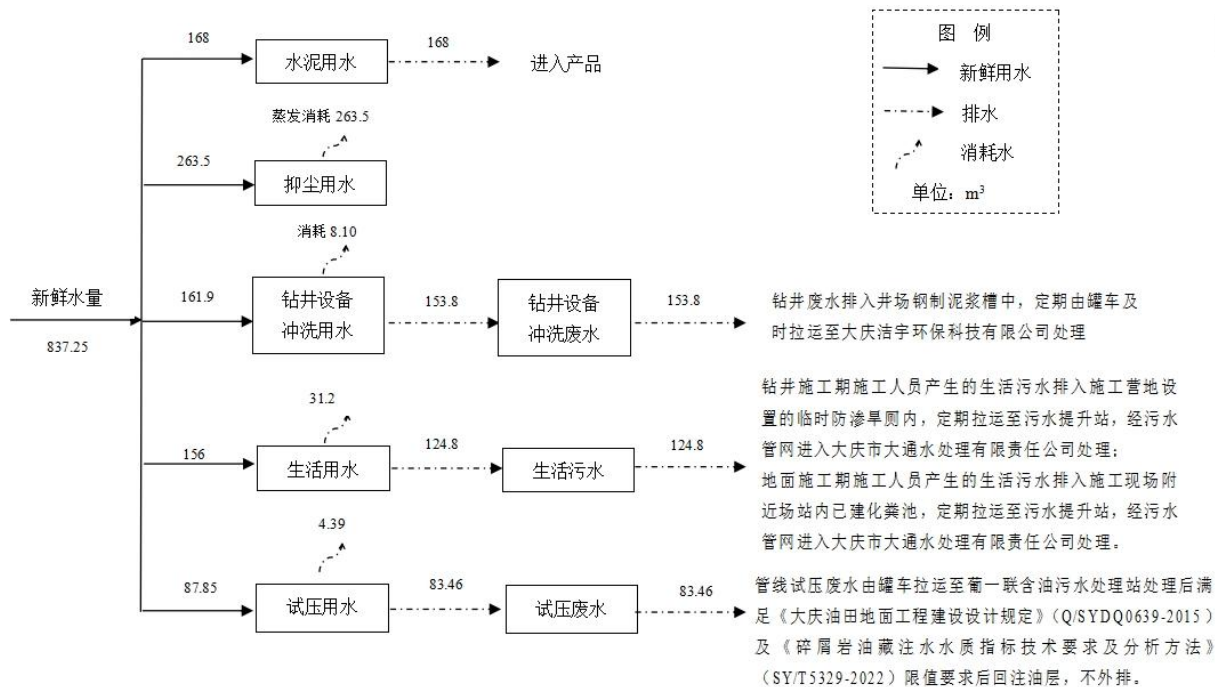 168
水泥用水
168
进入产品
图 例
新鲜用水
排水
消耗水
单位：m³
蒸发消耗 263.5
263.5
抑尘用水
消耗 8.10
新鲜水量
837.25
161.9
钻井设备
冲洗用水
153.8
钻井设备
冲洗废水
153.8
钻井废水排入井场钢制泥浆槽中，定期由罐车及
时拉运至大庆洁宇环保科技有限公司处理
31.2
156
生活用水
124.8
生活污水
124.8
钻井施工期施工人员产生的生活污水排入施工营地设
置的临时防渗旱厕内，定期拉运至污水提升站，经污水
管网进入大庆市大通水处理有限责任公司处理；
地面施工期施工人员产生的生活污水排入施工现场附
近场站内已建化粪池，定期拉运至污水提升站，经污水
管网进入大庆市大通水处理有限责任公司处理。
4.39
87.85
试压用水
83.46
试压废水
83.46
管线试压废水由罐车拉运至葡一联含油污水处理站处理后满
足《大庆油田地面工程建设设计规定》（Q/SYDQ0639-2015）
及《碎屑岩油藏注水水质指标技术要求及分析方法》
（SY/T5329-2022）限值要求后回注油层，不外排。